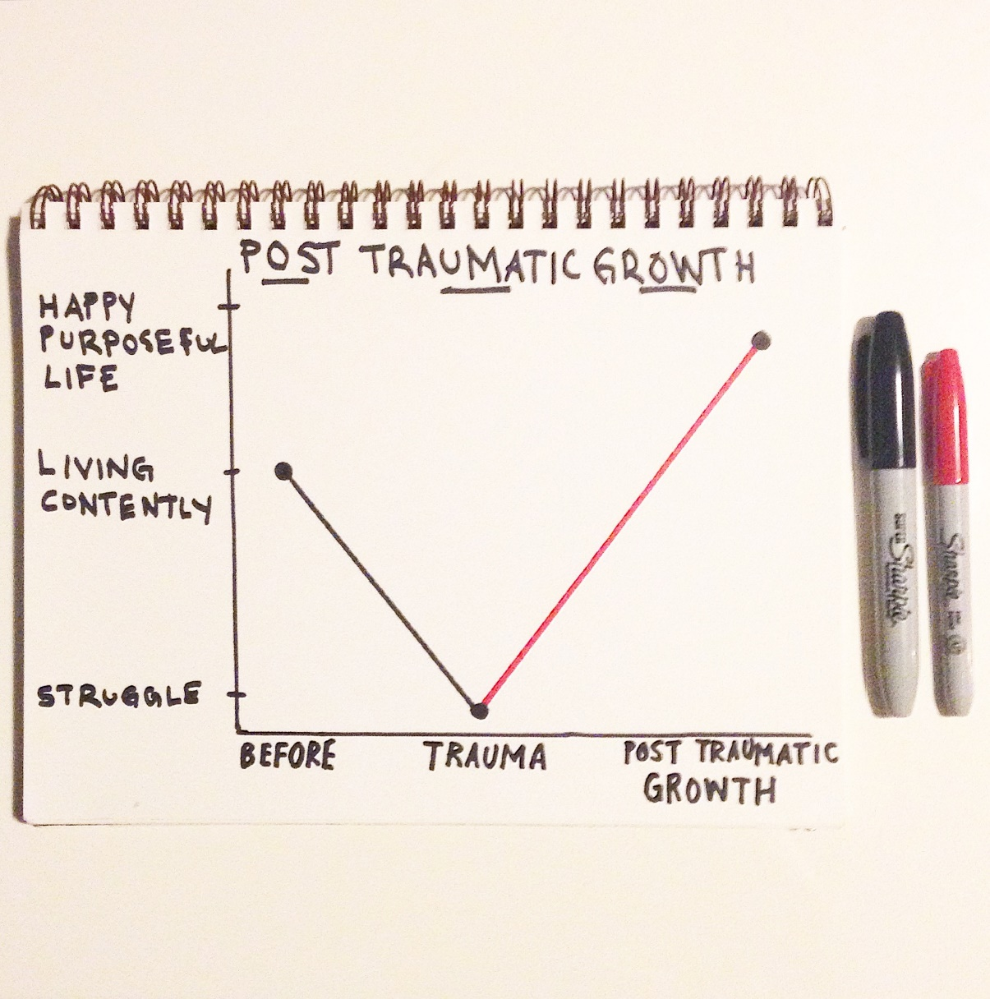 POST TRAUMATIC GROWTH
HAPPY
PURPOSEFUL
LIFE
LIVING
CONTENTLY
STRUGGLE
BEFORE
TRAUMA
POST TRAUMATIC
GROWTH
Sharpie
Sharpie